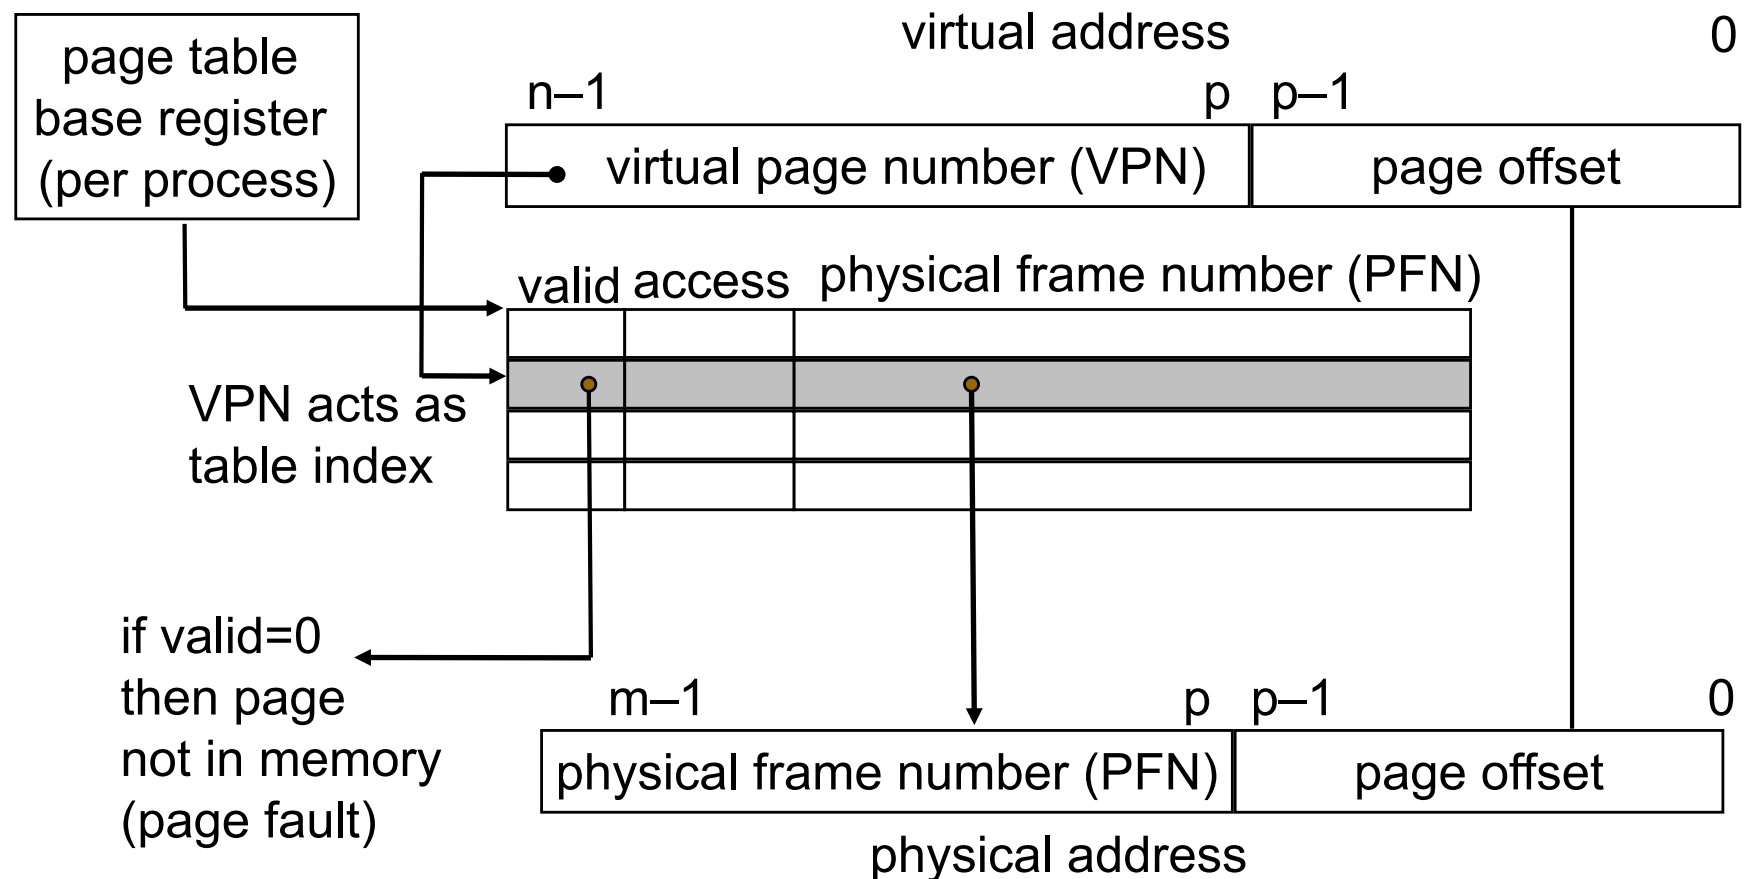 page table
base register
(per process)
virtual address
0
n–1
p
p–1
virtual page number (VPN)
page offset
valid
access
physical frame number (PFN)
VPN acts as
table index
if valid=0
then page
not in memory
(page fault)
m–1
p
p–1
0
physical frame number (PFN)
page offset
physical address